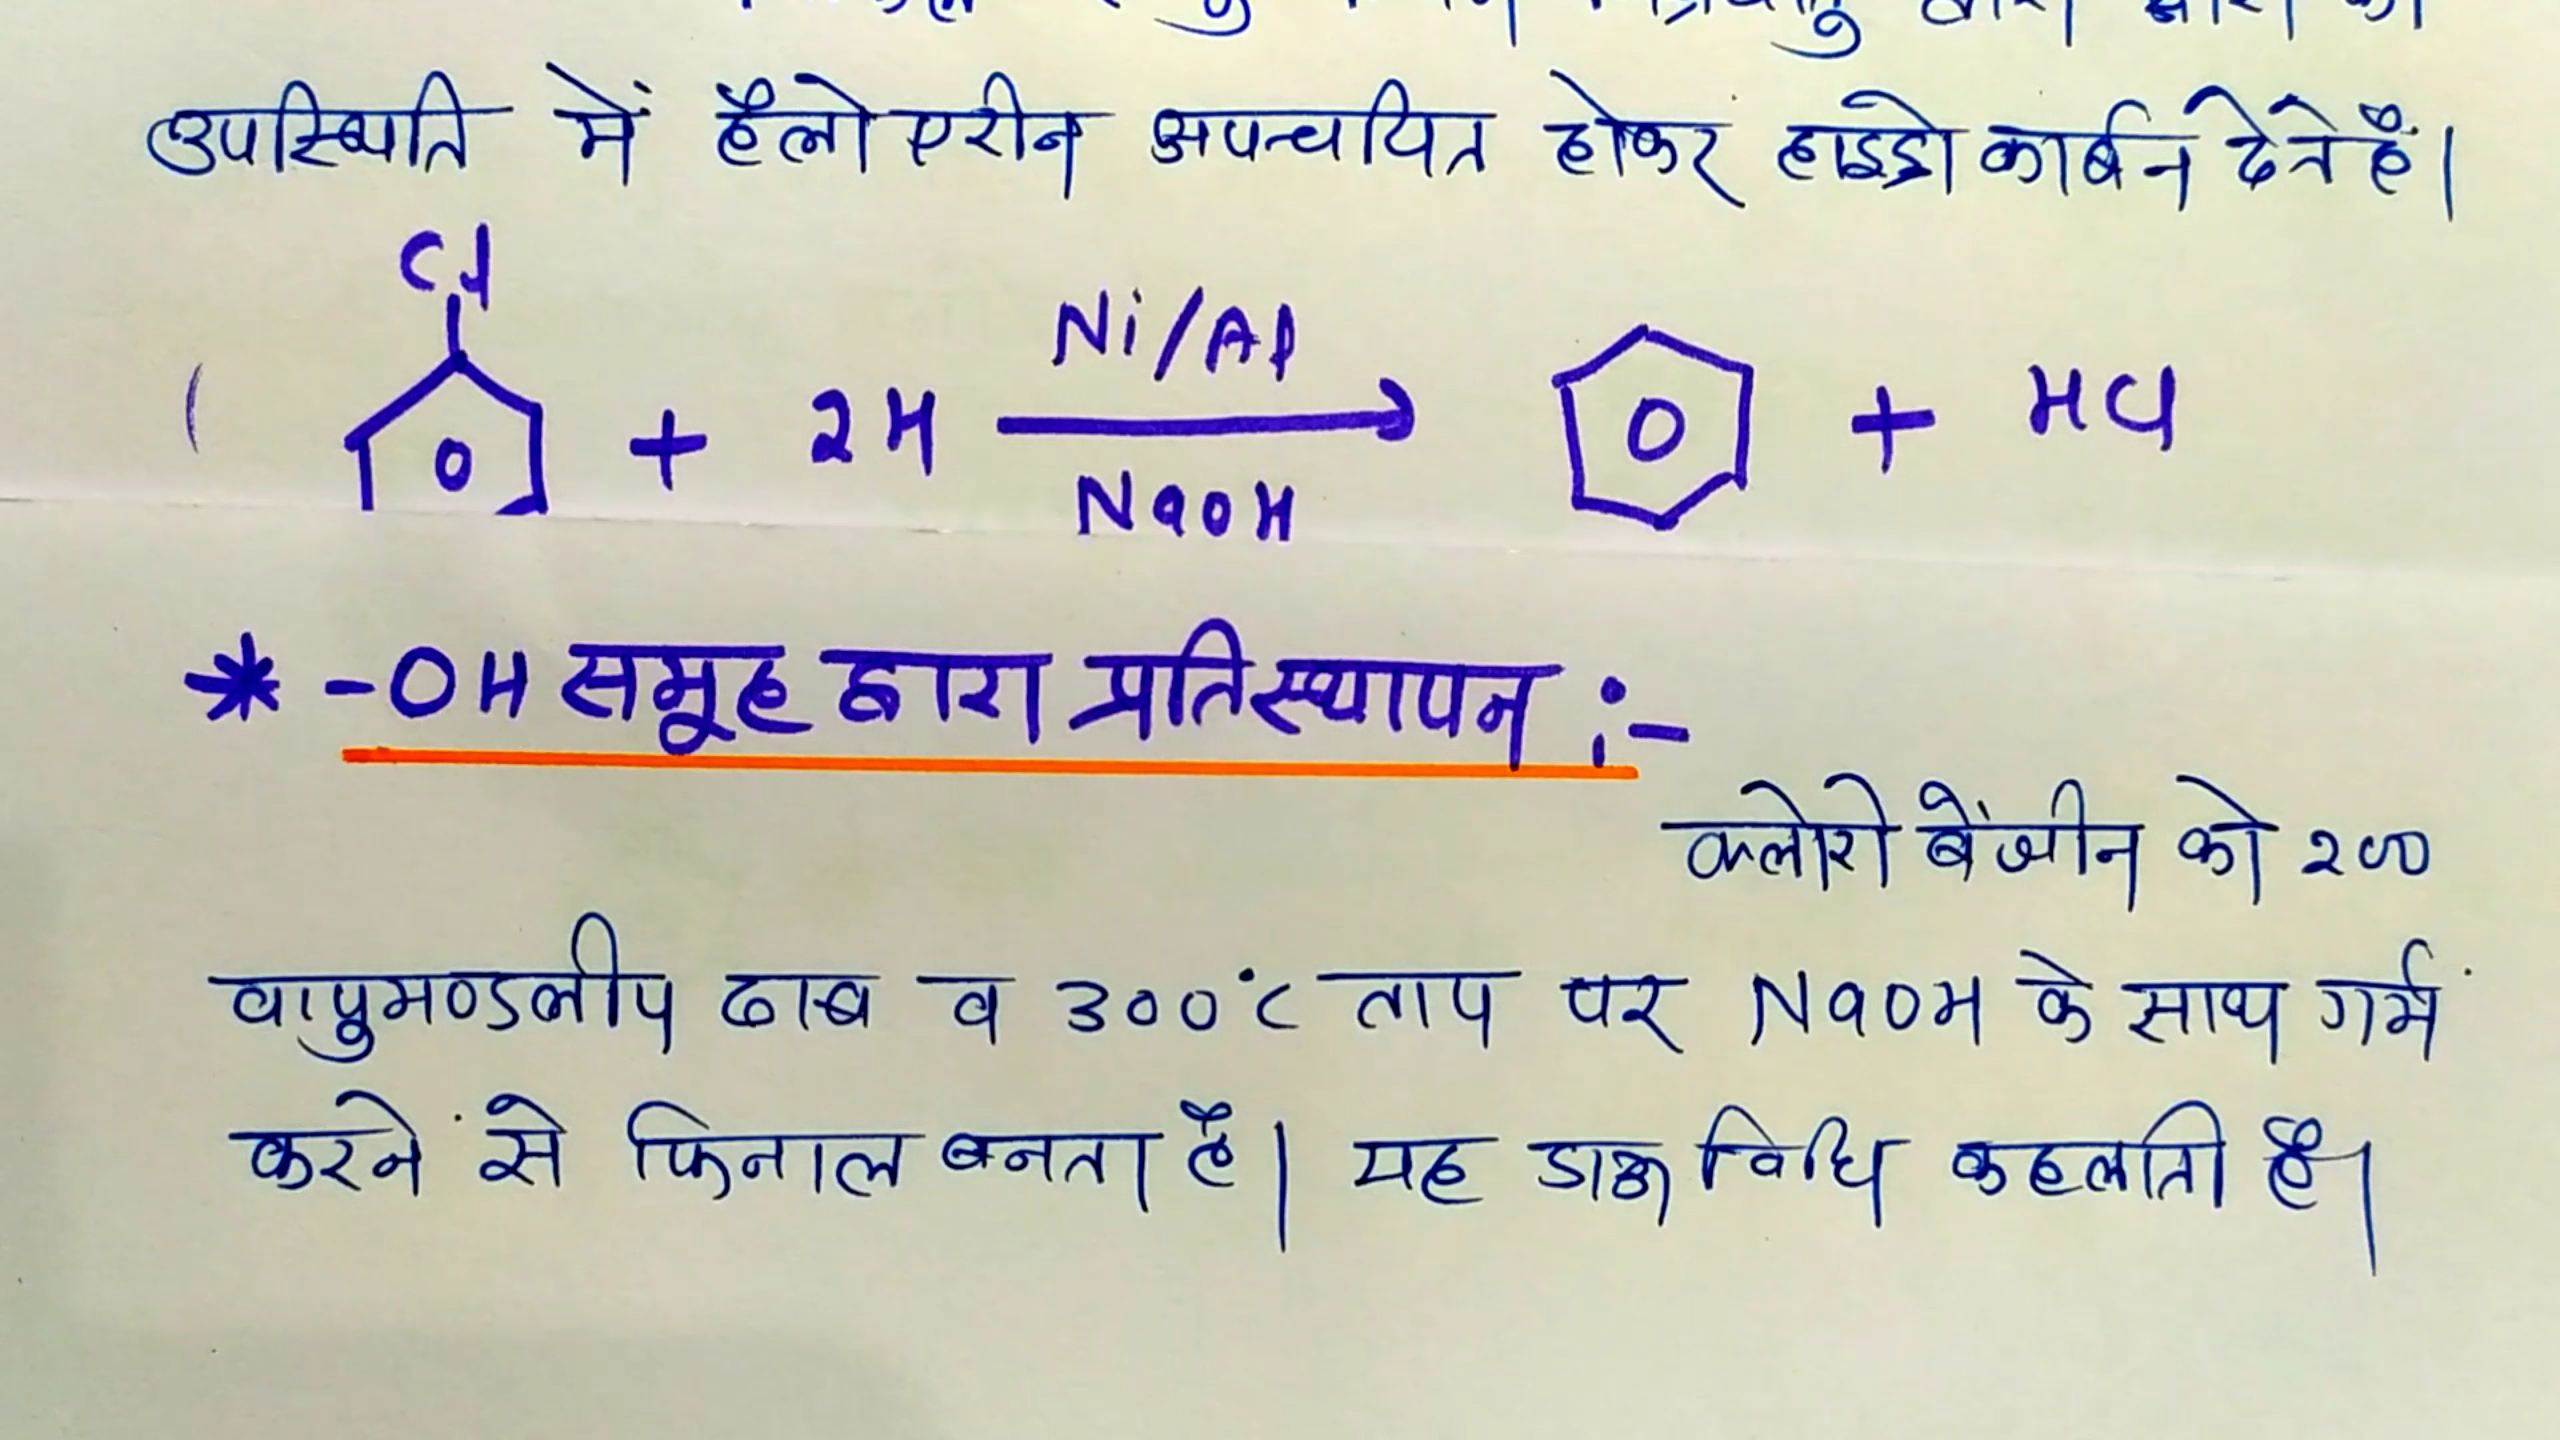 उपस्थिति में हैलो एरीन अपचयित होकर हाइड्रो कार्बन देते हैं।
Cl
+ 2H Ni/Al NaOH + HCl
* -OH समूह द्वारा प्रतिस्थापन :-
क्लोरो बेंजीन को 200
वायुमण्डलीय दाब व 300°C ताप पर NaOH के साथ गर्म
करने से फिनाल बनता है। यह डाऊ विधि कहलाती है।